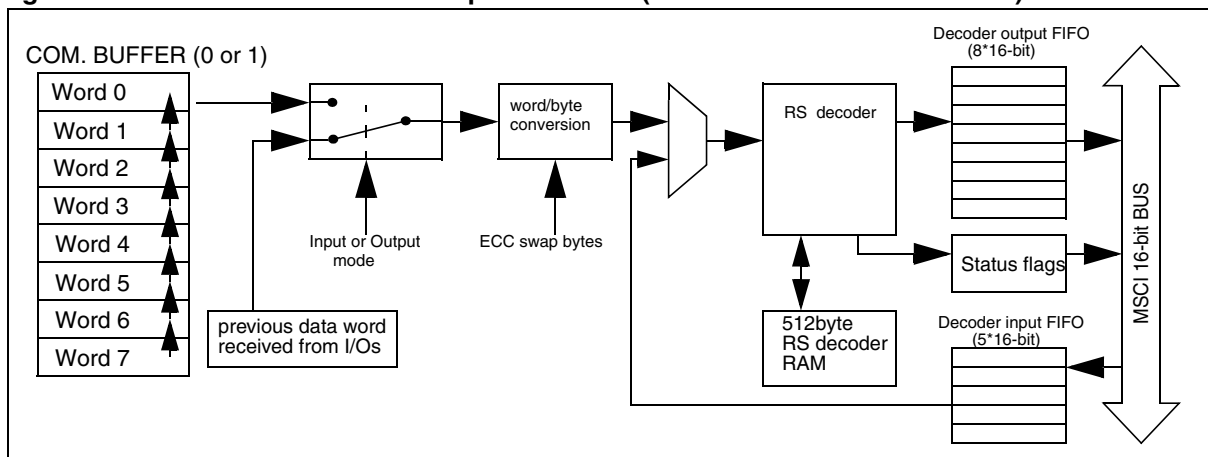 COM. BUFFER (0 or 1)
Word 0
Word 1
Word 2
Word 3
Word 4
Word 5
Word 6
Word 7
previous data word
received from I/Os
Input or Output
mode
word/byte
conversion
ECC swap bytes
RS decoder
512byte
RS decoder
RAM
Decoder output FIFO
(8*16-bit)
Status flags
Decoder input FIFO
(5*16-bit)
MSCI 16-bit BUS